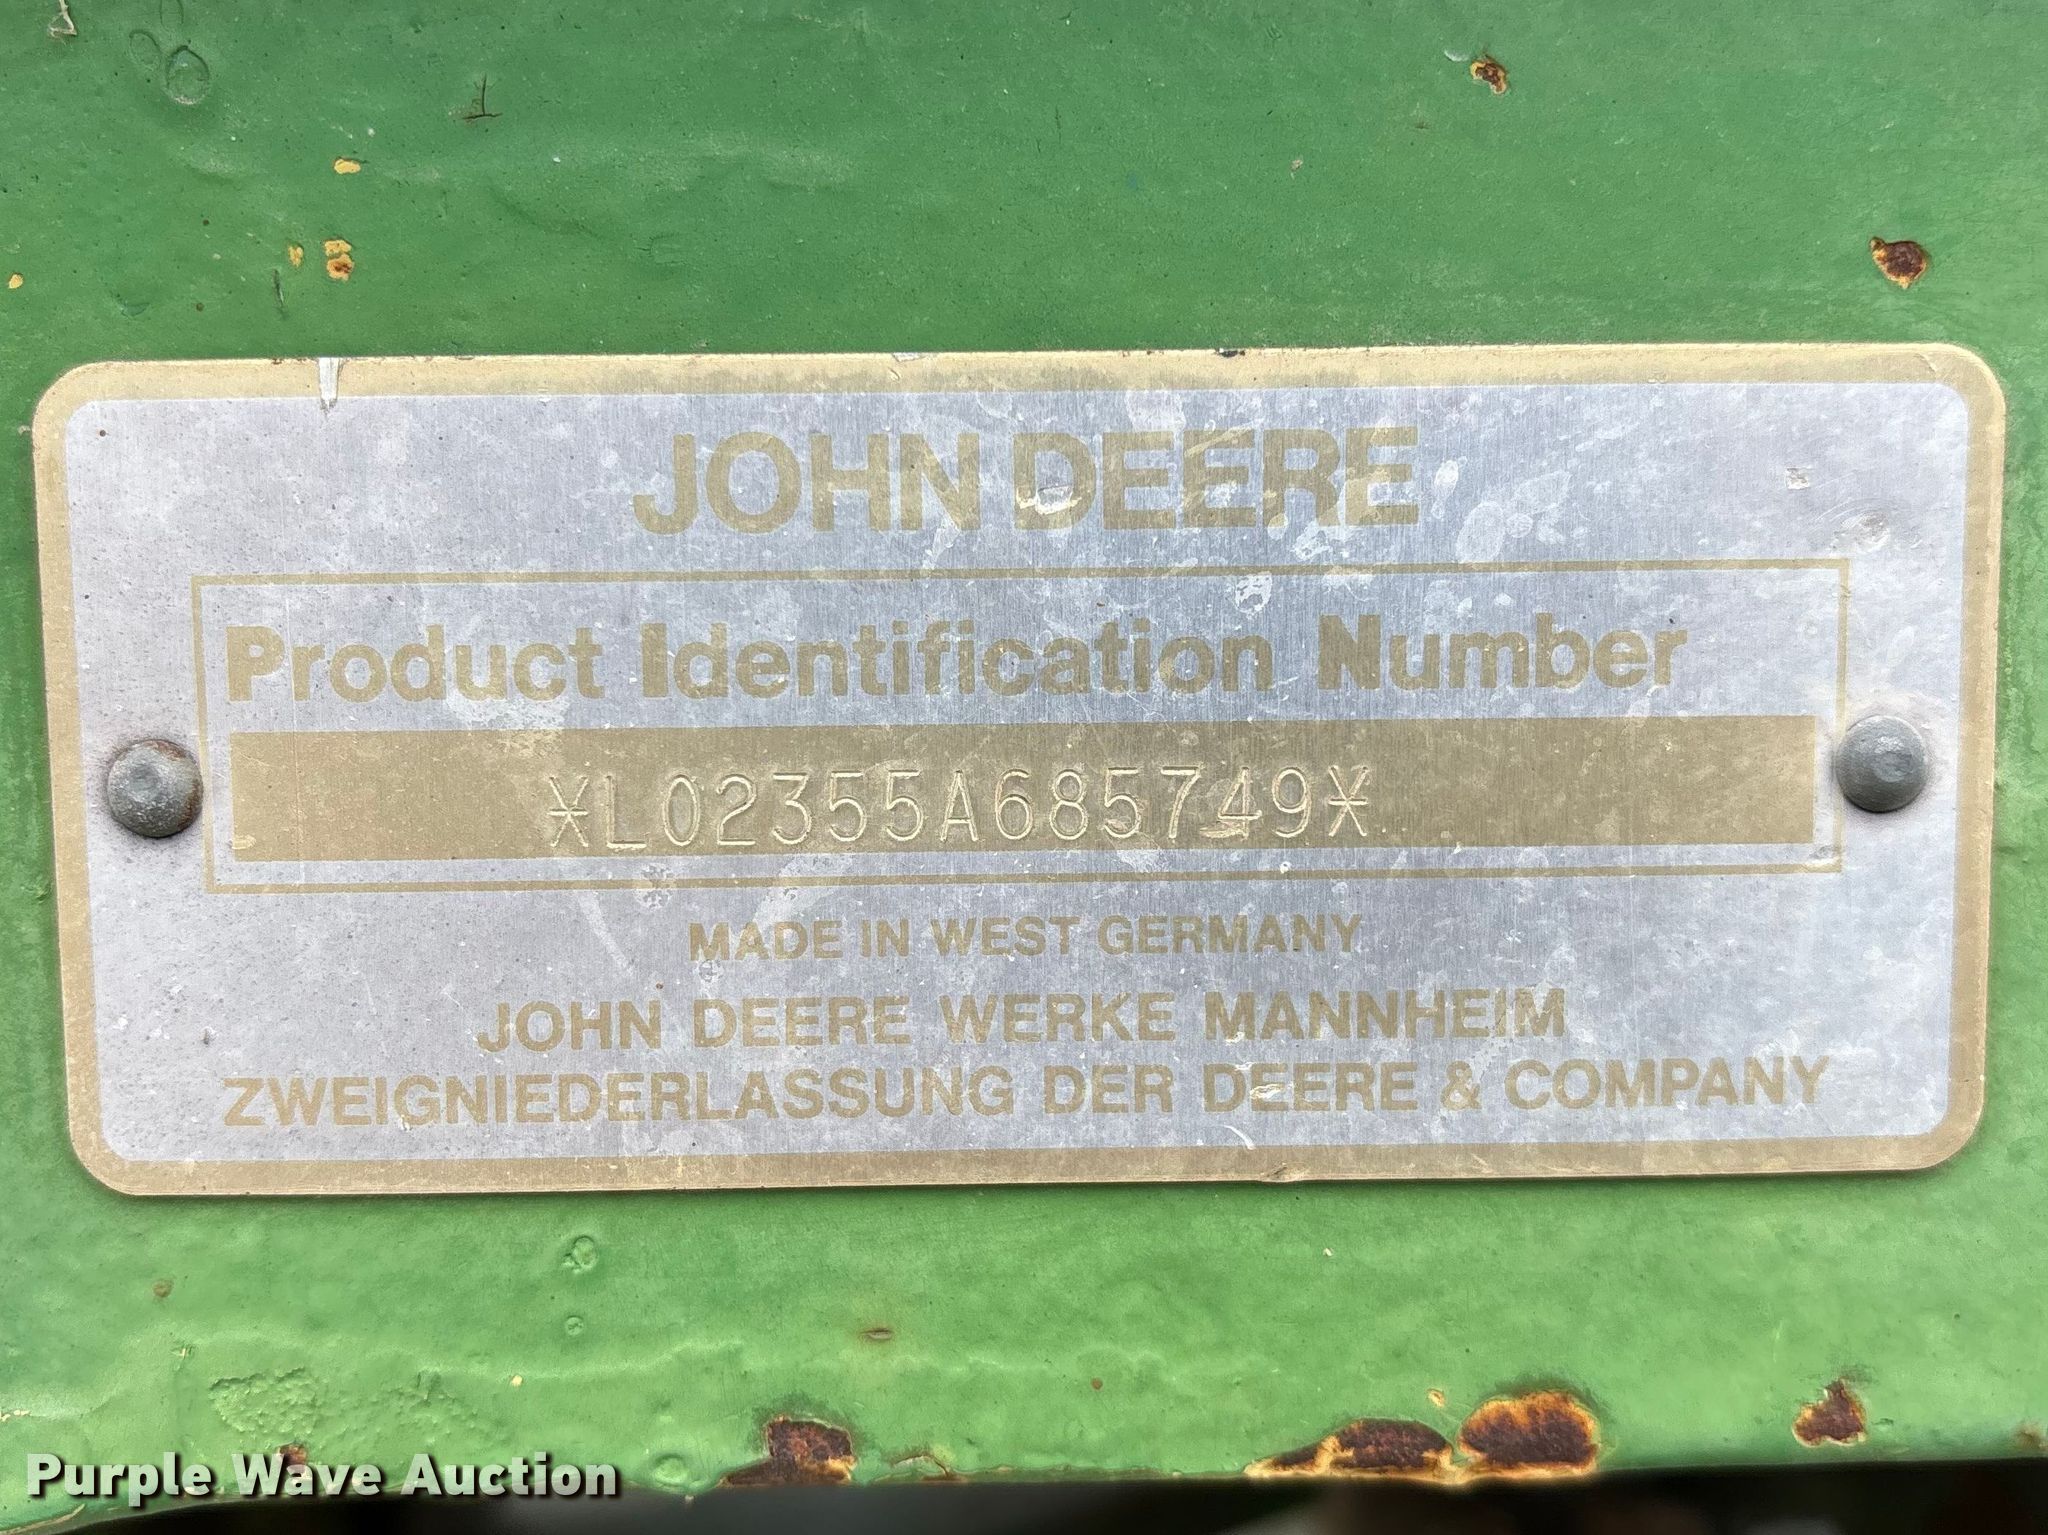 JOHN DEERE
Product Identification Number
*L02355A685749*
MADE IN WEST GERMANY
JOHN DEERE WERKE MANNHEIM
ZWEIGNIEDERLASSUNG DER DEERE & COMPANY
Purple Wave Auction